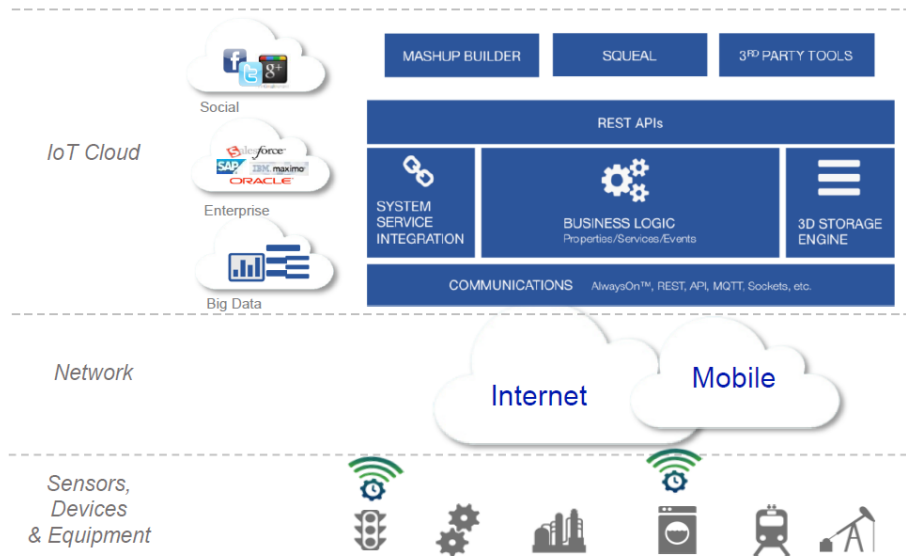 MASHUP BUILDER
SQUEAL
3RD PARTY TOOLS
f
g+
Social
IoT Cloud
REST APIs
salesforce
SAP IBM maximo
ORACLE
Enterprise
SYSTEM
SERVICE
INTEGRATION
BUSINESS LOGIC
Properties/Services/Events
3D STORAGE
ENGINE
Big Data
COMMUNICATIONS AlwaysOn™, REST, API, MQTT, Sockets, etc.
Network
Internet
Mobile
Sensors,
Devices
& Equipment